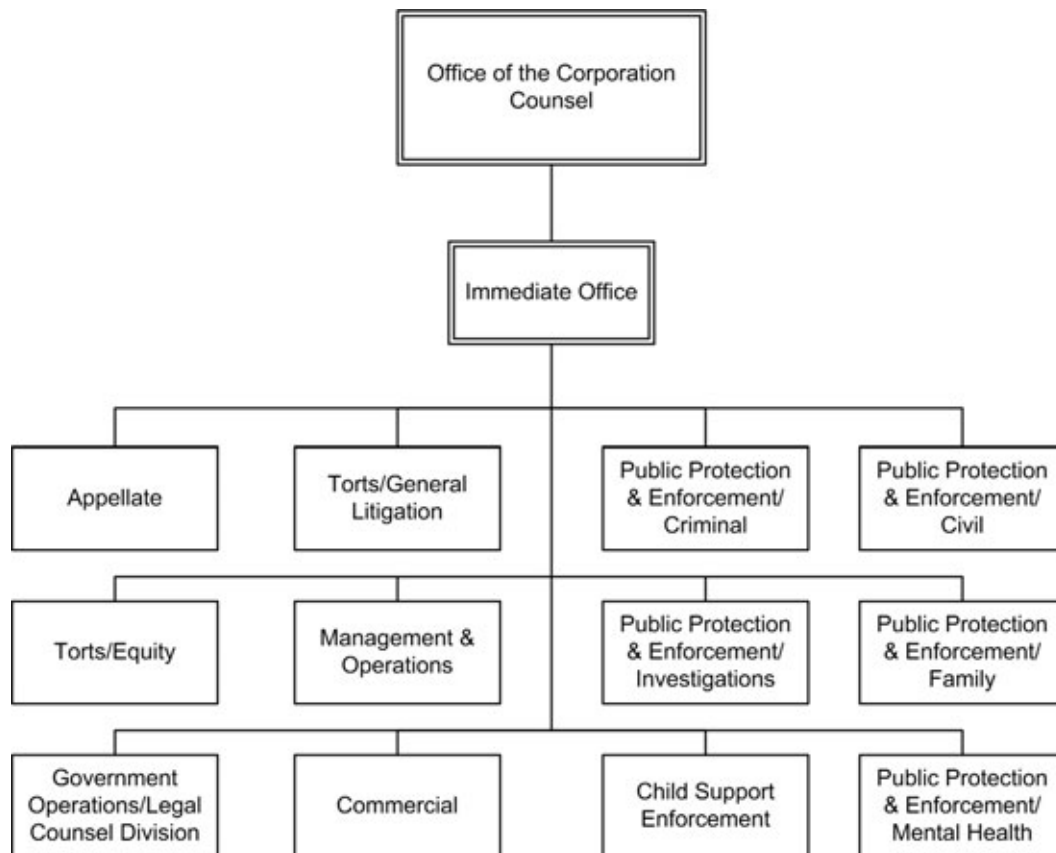 Office of the Corporation
Counsel
Immediate Office
Appellate
Torts/General
Litigation
Public Protection
& Enforcement/
Criminal
Public Protection
& Enforcement/
Civil
Torts/Equity
Management &
Operations
Public Protection
& Enforcement/
Investigations
Public Protection
& Enforcement/
Family
Government
Operations/Legal
Counsel Division
Commercial
Child Support
Enforcement
Public Protection
& Enforcement/
Mental Health